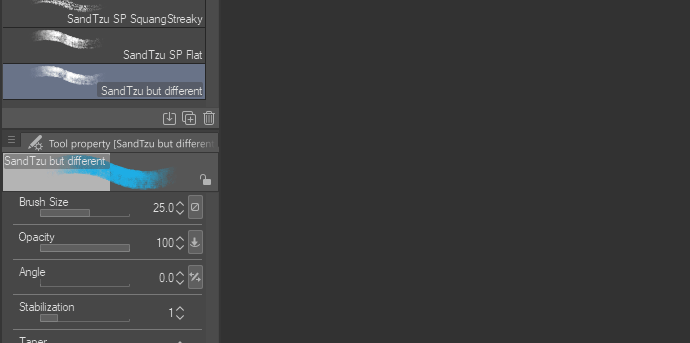 SandTzu SP SquangStreaky
SandTzu SP Flat
SandTzu but different
Tool property [SandTzu but different
SandTzu but different
Brush Size 25.0
Opacity 100
Angle 0.0
Stabilization 1
Taper